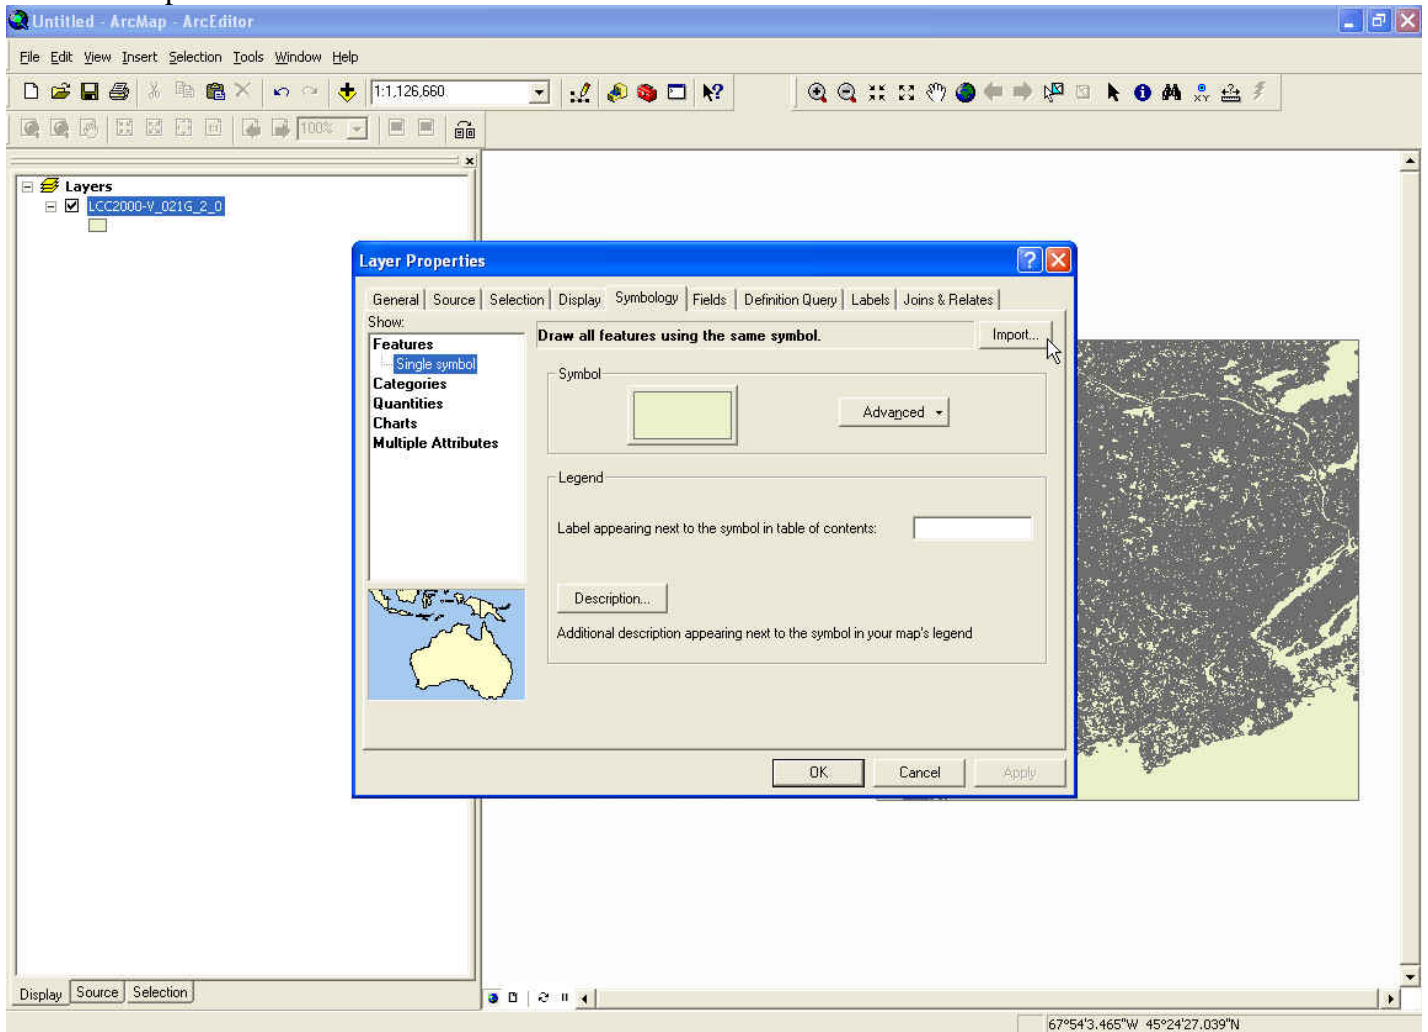 Untitled - ArcMap - ArcEditor
File Edit View Insert Selection Tools Window Help
1:1,126,660
100%
Layers
LCC2000-V_021G_2_0
Layer Properties
General Source Selection Display Symbology Fields Definition Query Labels Joins & Relates
Show:
Features
Single symbol
Categories
Quantities
Charts
Multiple Attributes
Draw all features using the same symbol.
Import...
Symbol
Advanced
Legend
Label appearing next to the symbol in table of contents:
Description...
Additional description appearing next to the symbol in your map's legend
OK Cancel Apply
Display Source Selection
67°54'3.465"W 45°24'27.039"N